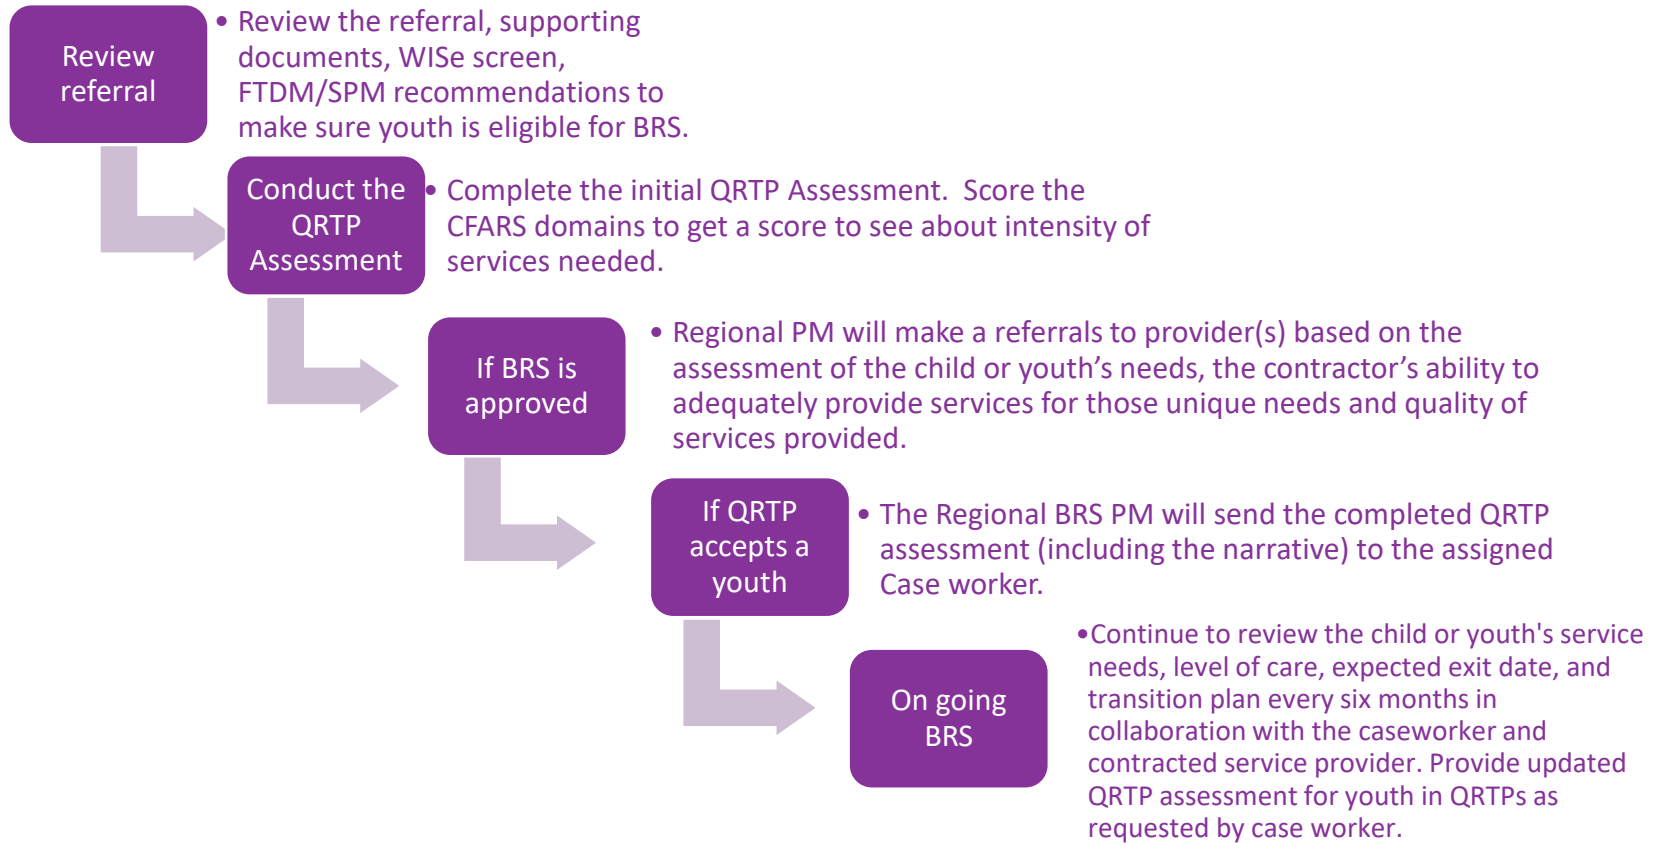 Review
referral
• Review the referral, supporting
documents, WISe screen,
FTDM/SPM recommendations to
make sure youth is eligible for BRS.
Conduct the
QRTP
Assessment
• Complete the initial QRTP Assessment.  Score the
CFARS domains to get a score to see about intensity of
services needed.
If BRS is
approved
• Regional PM will make a referrals to provider(s) based on the
assessment of the child or youth’s needs, the contractor’s ability to
adequately provide services for those unique needs and quality of
services provided.
If QRTP
accepts a
youth
• The Regional BRS PM will send the completed QRTP
assessment (including the narrative) to the assigned
Case worker.
On going
BRS
•Continue to review the child or youth's service
needs, level of care, expected exit date, and
transition plan every six months in
collaboration with the caseworker and
contracted service provider. Provide updated
QRTP assessment for youth in QRTPs as
requested by case worker.